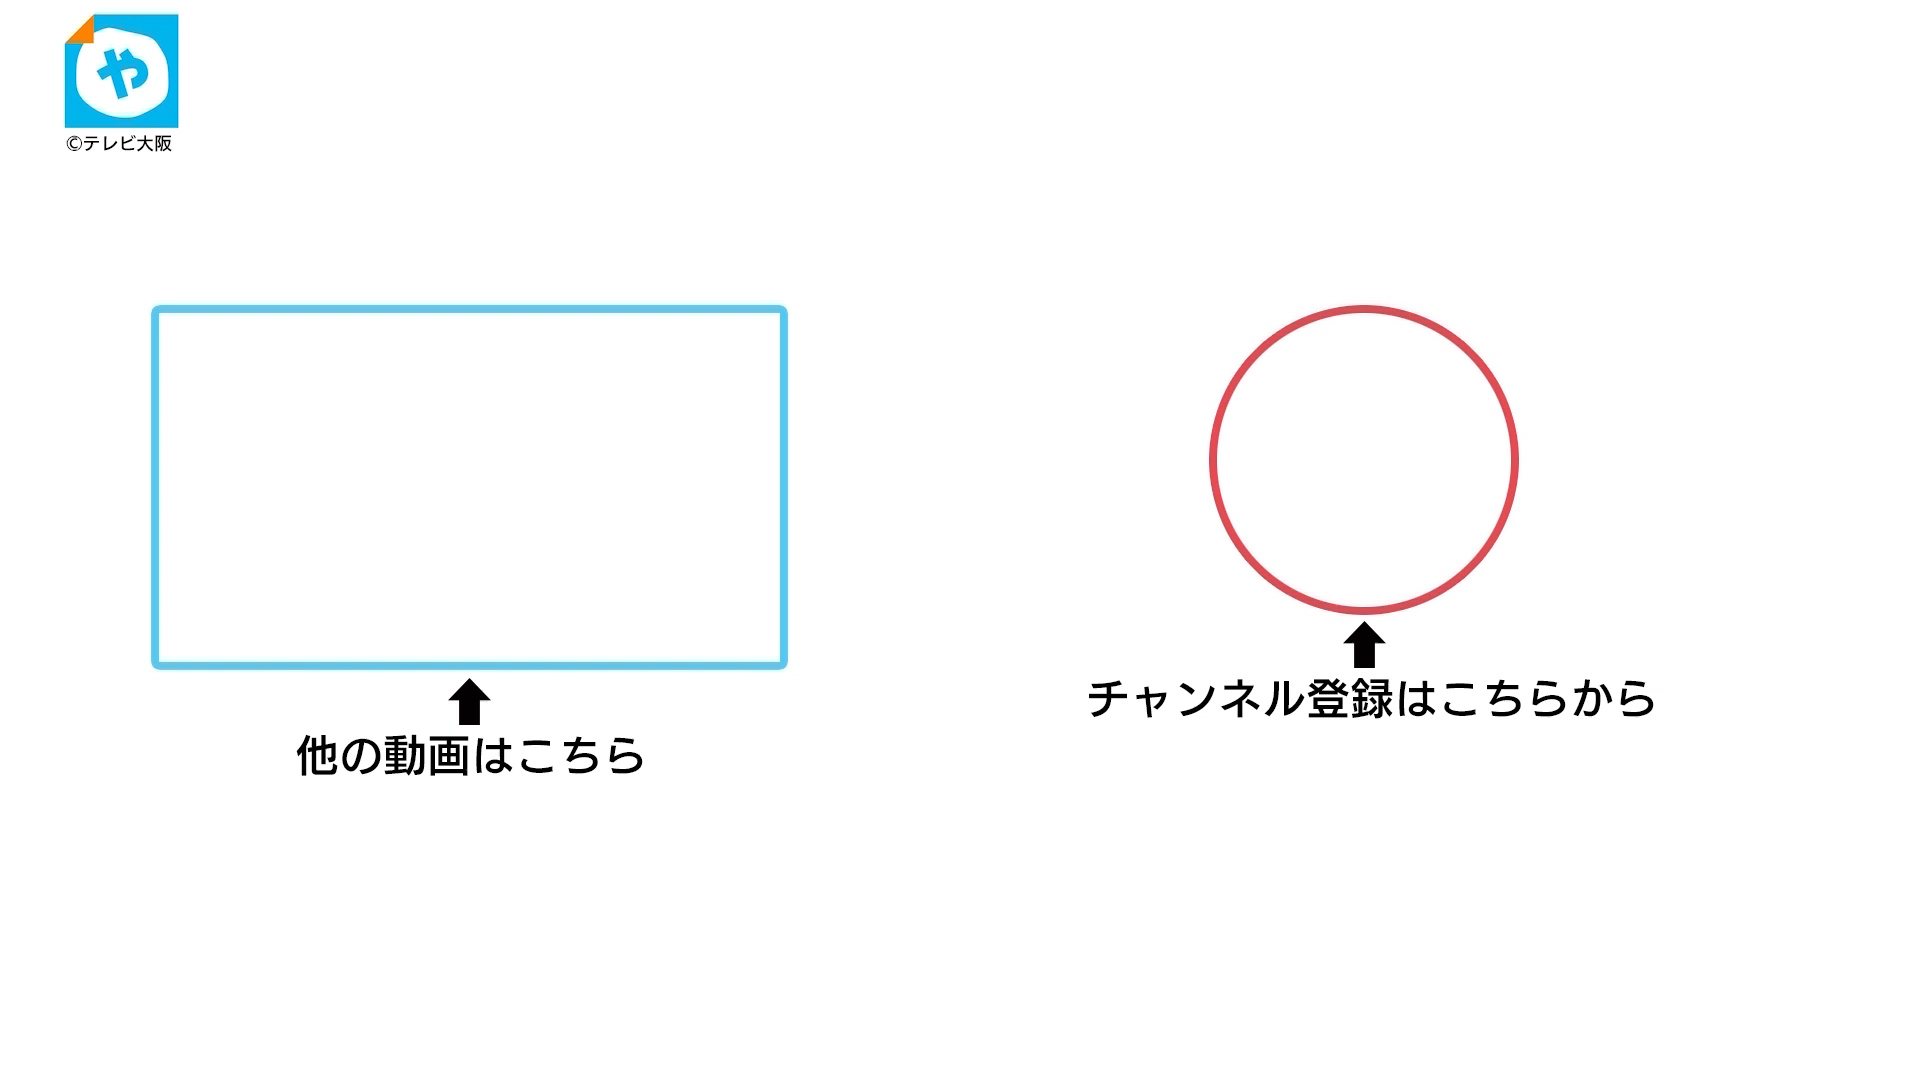 や
©テレビ大阪
チャンネル登録はこちらから
他の動画はこちら